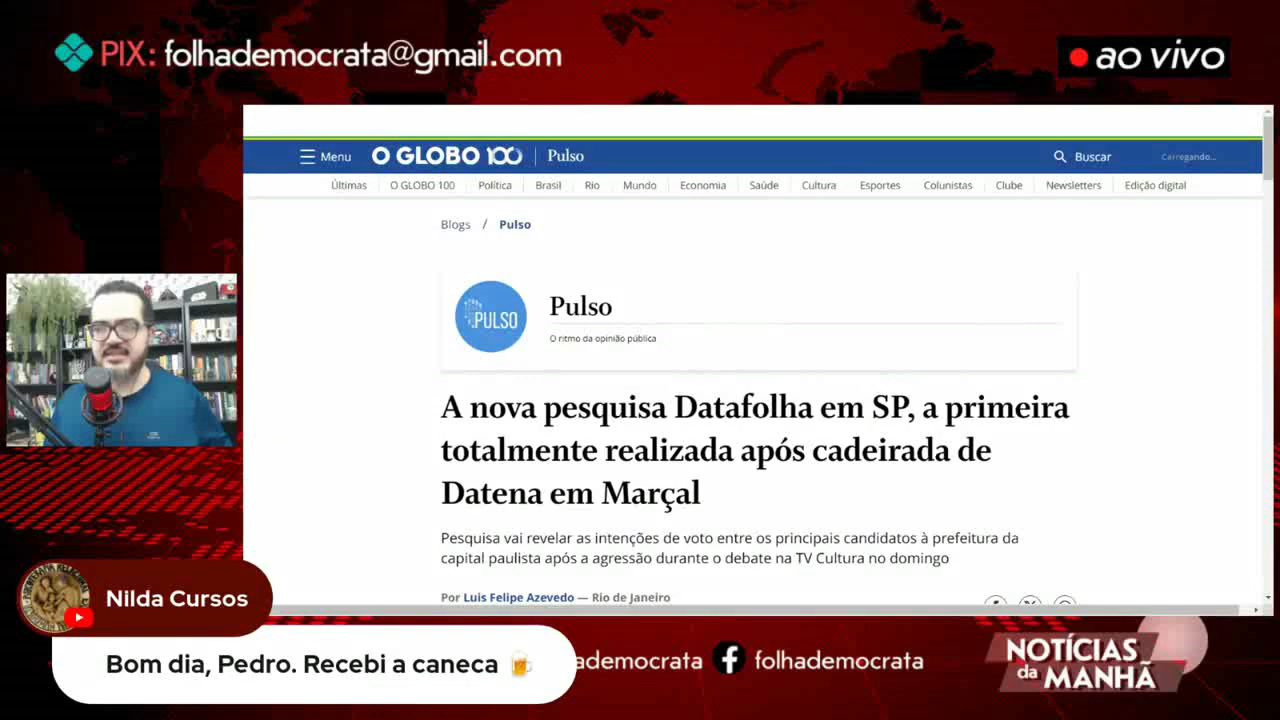 PIX: folhademocrata@gmail.com
ao vivo
Menu
O GLOBO 100
Pulso
Buscar
Carregando...
Últimas
O GLOBO 100
Política
Brasil
Rio
Mundo
Economia
Saúde
Cultura
Esportes
Colunistas
Clube
Newsletters
Edição digital
Blogs / Pulso
PULSO
Pulso
O ritmo da opinião pública
A nova pesquisa Datafolha em SP, a primeira
totalmente realizada após cadeirada de
Datena em Marçal
Pesquisa vai revelar as intenções de voto entre os principais candidatos à prefeitura da
capital paulista após a agressão durante o debate na TV Cultura no domingo
Por Luis Felipe Azevedo — Rio de Janeiro
Nilda Cursos
Bom dia, Pedro. Recebi a caneca 🍺
ademocrata
folhademocrata
NOTÍCIAS
da MANHÃ